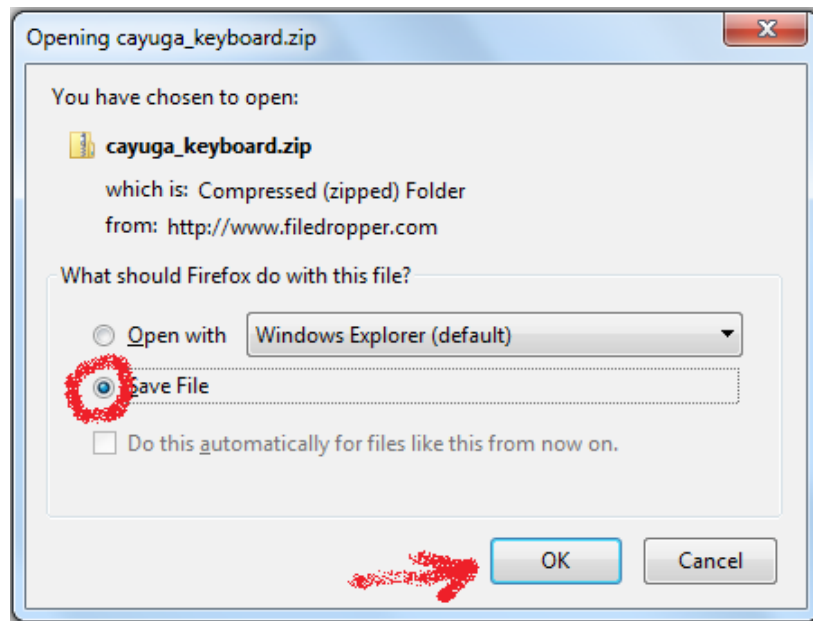 Opening cayuga_keyboard.zip
You have chosen to open:
cayuga_keyboard.zip
which is: Compressed (zipped) Folder
from: http://www.filedropper.com
What should Firefox do with this file?
Open with Windows Explorer (default)
Save File
Do this automatically for files like this from now on.
OK Cancel